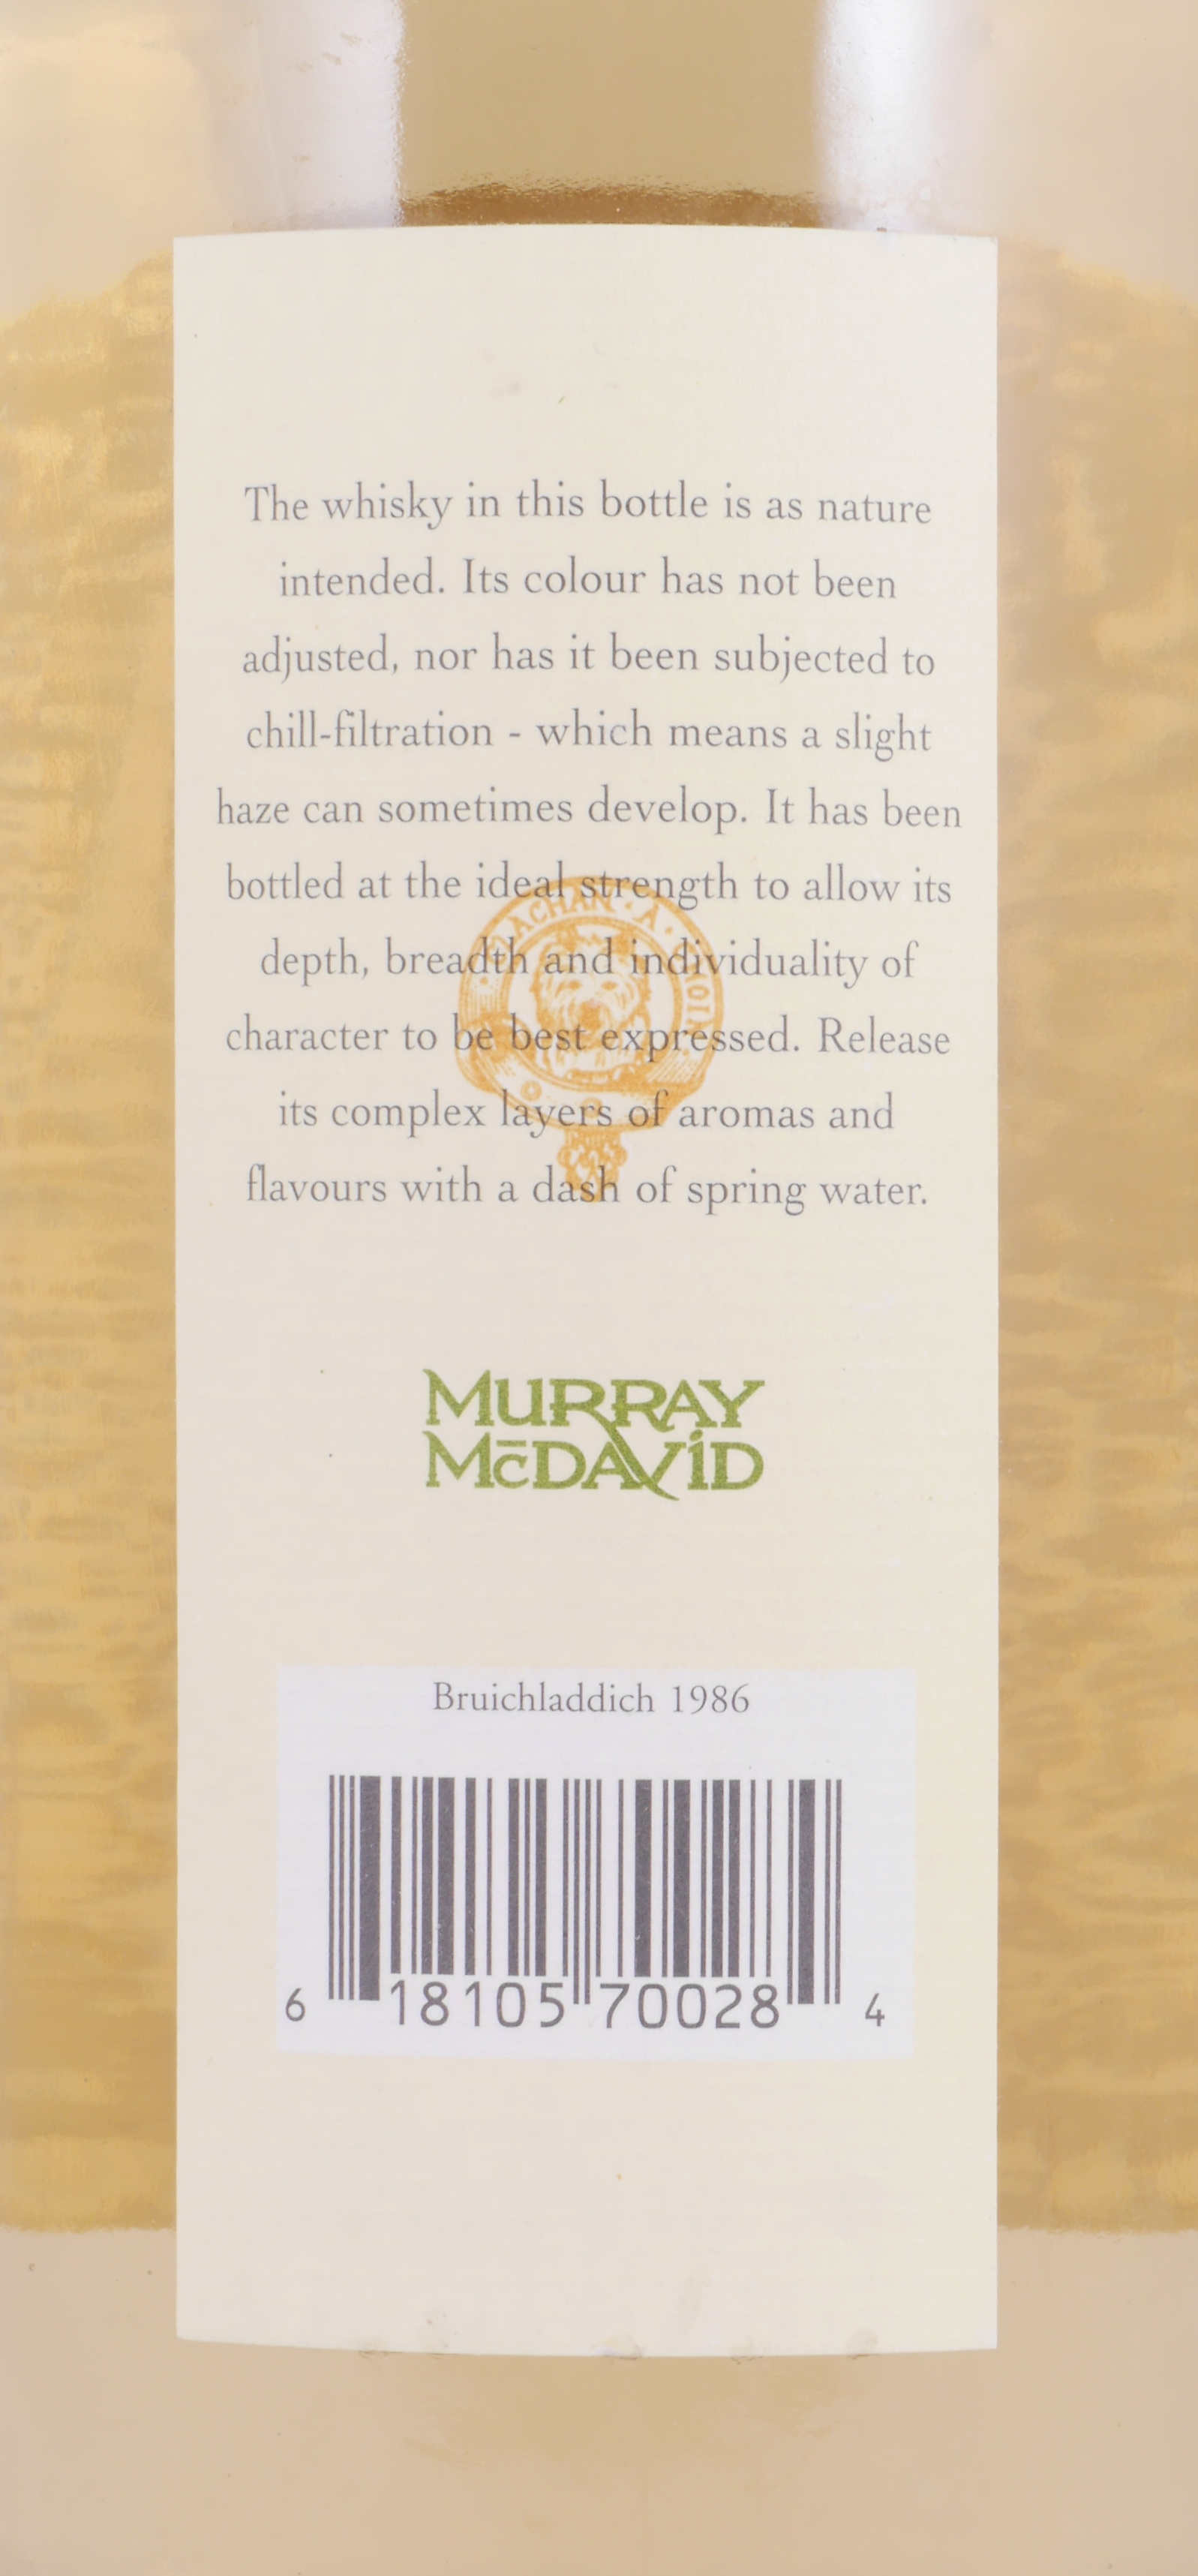 The whisky in this bottle is as nature
intended. Its colour has not been
adjusted, nor has it been subjected to
chill-filtration - which means a slight
haze can sometimes develop. It has been
bottled at the ideal strength to allow its
depth, breadth and individuality of
character to be best expressed. Release
its complex layers of aromas and
flavours with a dash of spring water.
MURRAY
McDAVID
Bruichladdich 1986
6 18105 70028 4